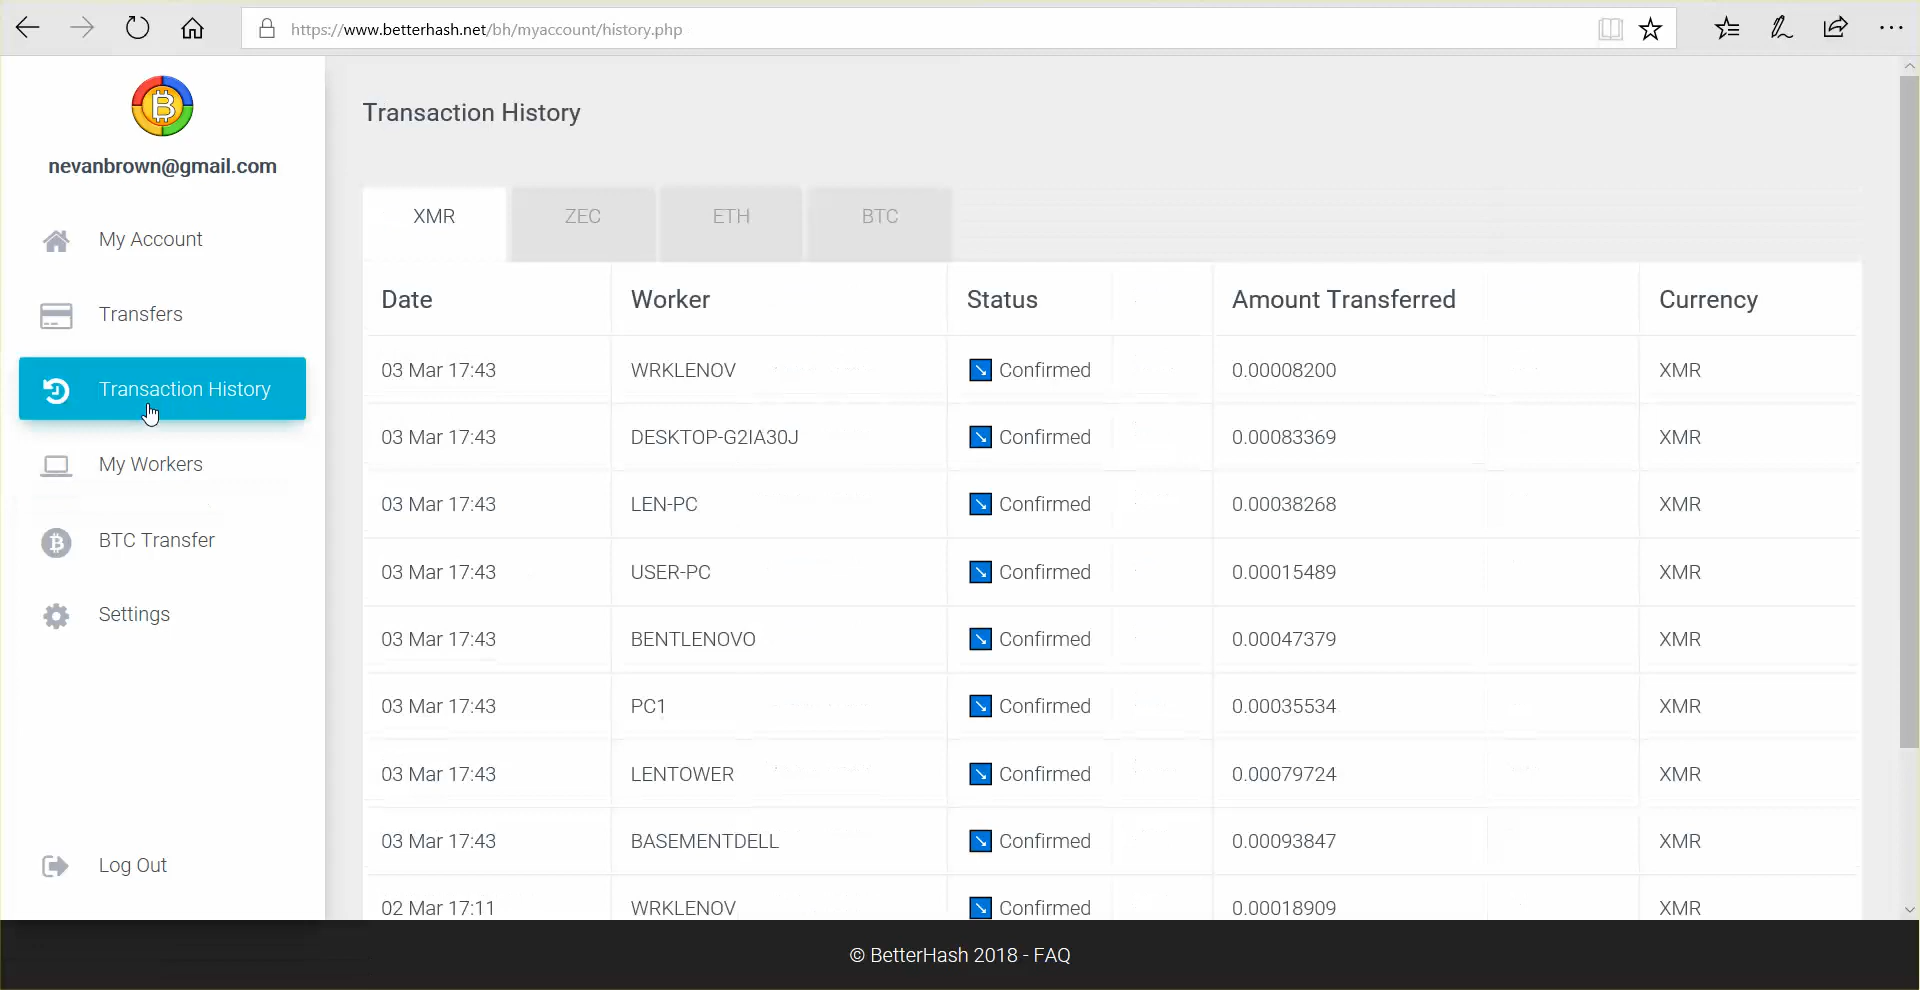 https://www.betterhash.net/bh/myaccount/history.php
nevanbrown@gmail.com
My Account
Transfers
Transaction History
My Workers
BTC Transfer
Settings
Log Out
Transaction History
XMR ZEC ETH BTC
Date Worker Status Amount Transferred Currency
03 Mar 17:43 WRKLENOV Confirmed 0.00008200 XMR
03 Mar 17:43 DESKTOP-G2IA30J Confirmed 0.00083369 XMR
03 Mar 17:43 LEN-PC Confirmed 0.00038268 XMR
03 Mar 17:43 USER-PC Confirmed 0.00015489 XMR
03 Mar 17:43 BENTLENOVO Confirmed 0.00047379 XMR
03 Mar 17:43 PC1 Confirmed 0.00035534 XMR
03 Mar 17:43 LENTOWER Confirmed 0.00079724 XMR
03 Mar 17:43 BASEMENTDELL Confirmed 0.00093847 XMR
02 Mar 17:11 WRKLENOV Confirmed 0.00018909 XMR
© BetterHash 2018 - FAQ